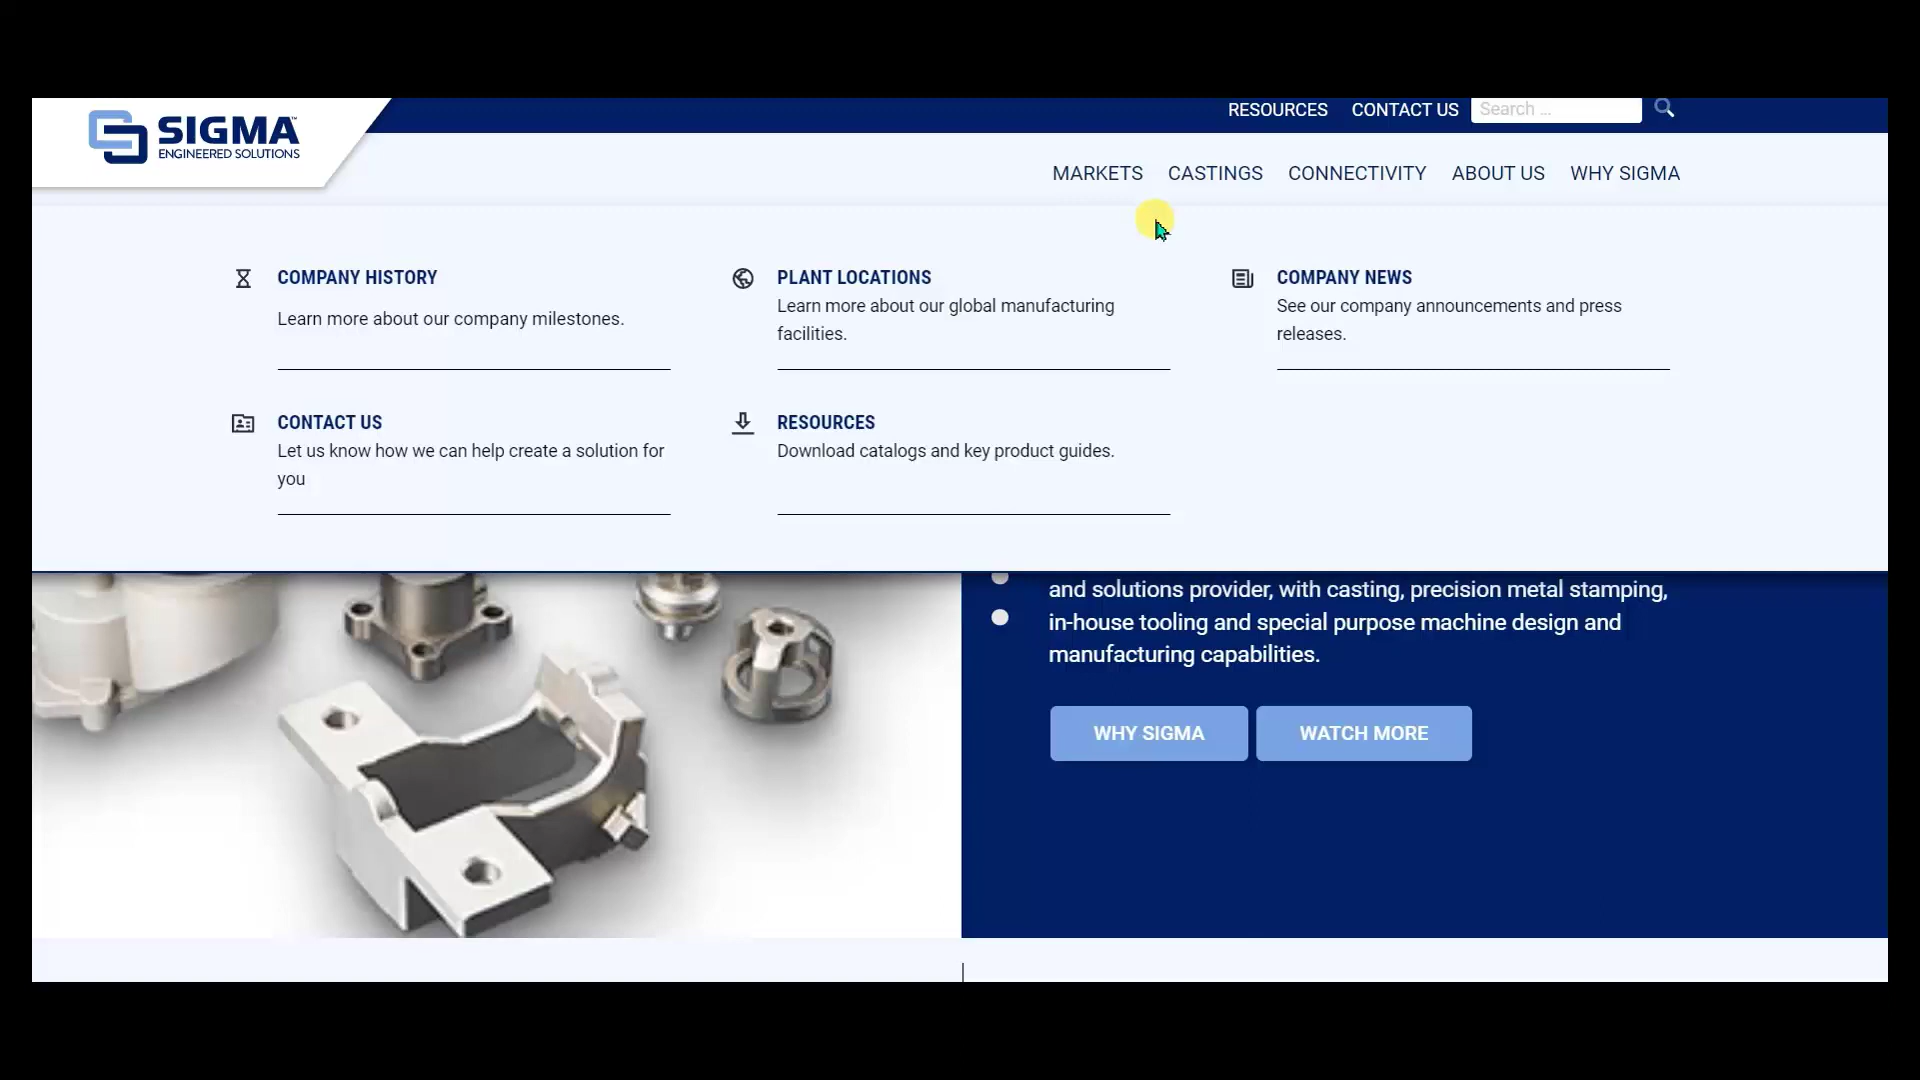 SIGMA™
ENGINEERED SOLUTIONS
RESOURCES CONTACT US Search ...
MARKETS CASTINGS CONNECTIVITY ABOUT US WHY SIGMA
COMPANY HISTORY
Learn more about our company milestones.
PLANT LOCATIONS
Learn more about our global manufacturing
facilities.
COMPANY NEWS
See our company announcements and press
releases.
CONTACT US
Let us know how we can help create a solution for
you
RESOURCES
Download catalogs and key product guides.
and solutions provider, with casting, precision metal stamping,
in-house tooling and special purpose machine design and
manufacturing capabilities.
WHY SIGMA WATCH MORE